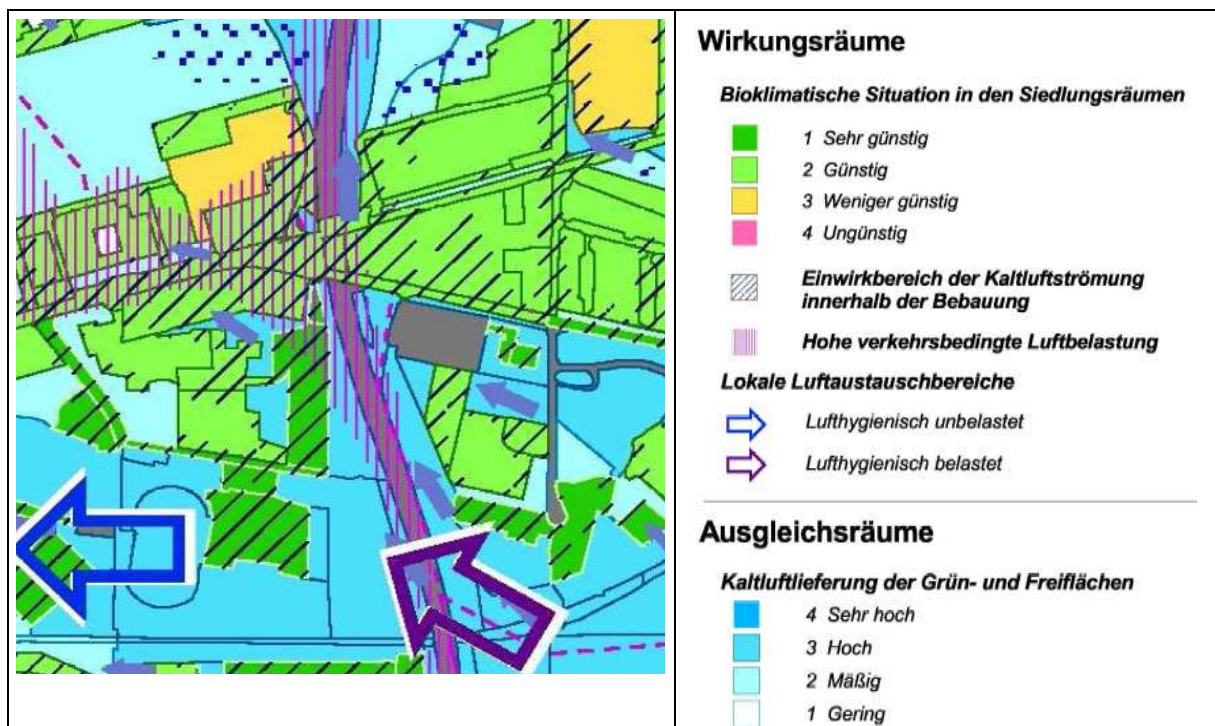 Wirkungsräume
Bioklimatische Situation in den Siedlungsräumen
1 Sehr günstig
2 Günstig
3 Weniger günstig
4 Ungünstig
Einwirkbereich der Kaltluftströmung
innerhalb der Bebauung
Hohe verkehrsbedingte Luftbelastung
Lokale Luftaustauschbereiche
Lufthygienisch unbelastet
Lufthygienisch belastet
Ausgleichsräume
Kaltluftlieferung der Grün- und Freiflächen
4 Sehr hoch
3 Hoch
2 Mäßig
1 Gering